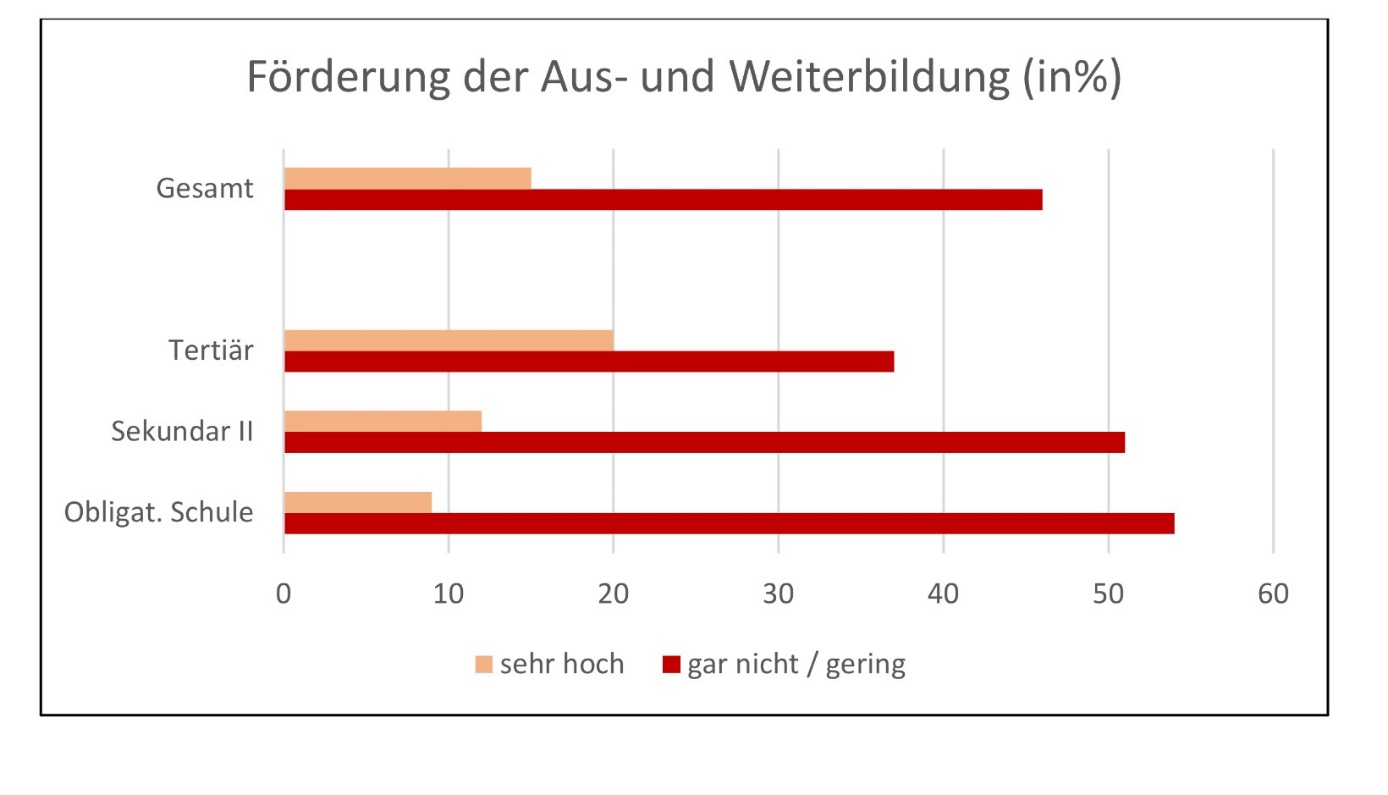 Förderung der Aus- und Weiterbildung (in%)
Gesamt
Tertiär
Sekundar II
Obligat. Schule
0 10 20 30 40 50 60
sehr hoch gar nicht / gering